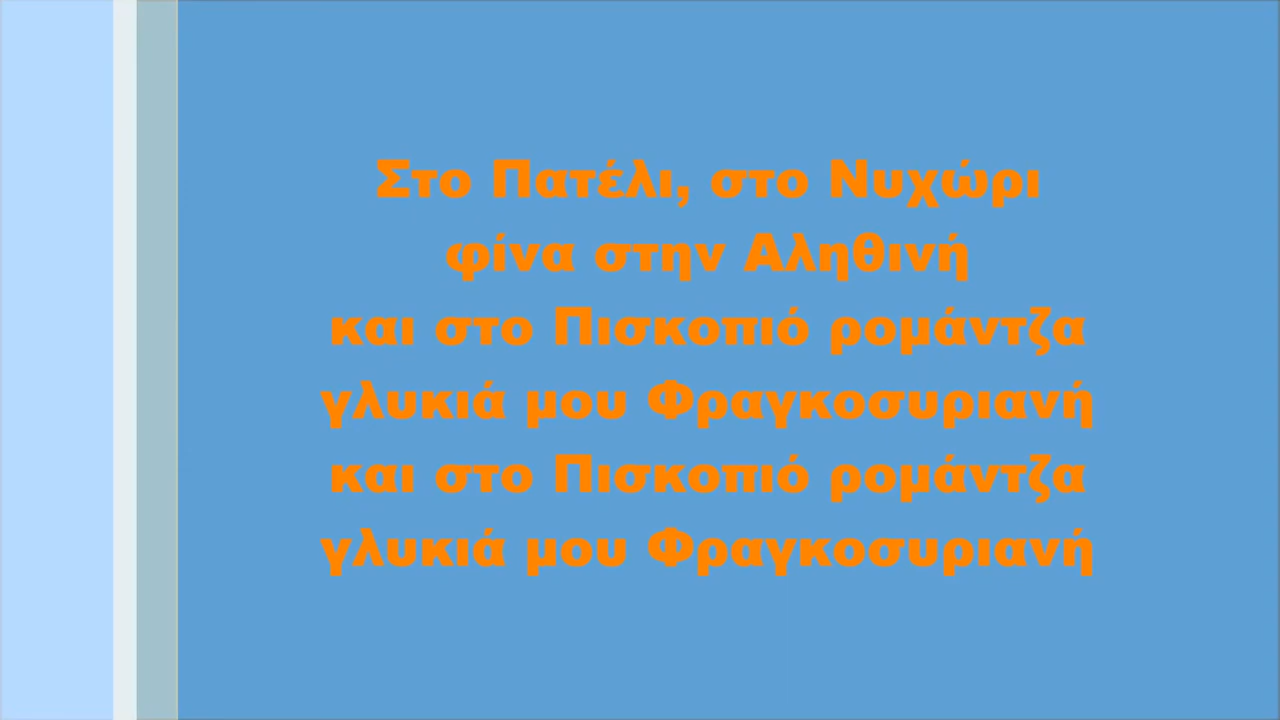 Στο Πατέλι, στο Νυχώρι
φίνα στην Αληθινή
και στο Πισκοπιό ρομάντζα
γλυκιά μου Φραγκοσυριανή
και στο Πισκοπιό ρομάντζα
γλυκιά μου Φραγκοσυριανή